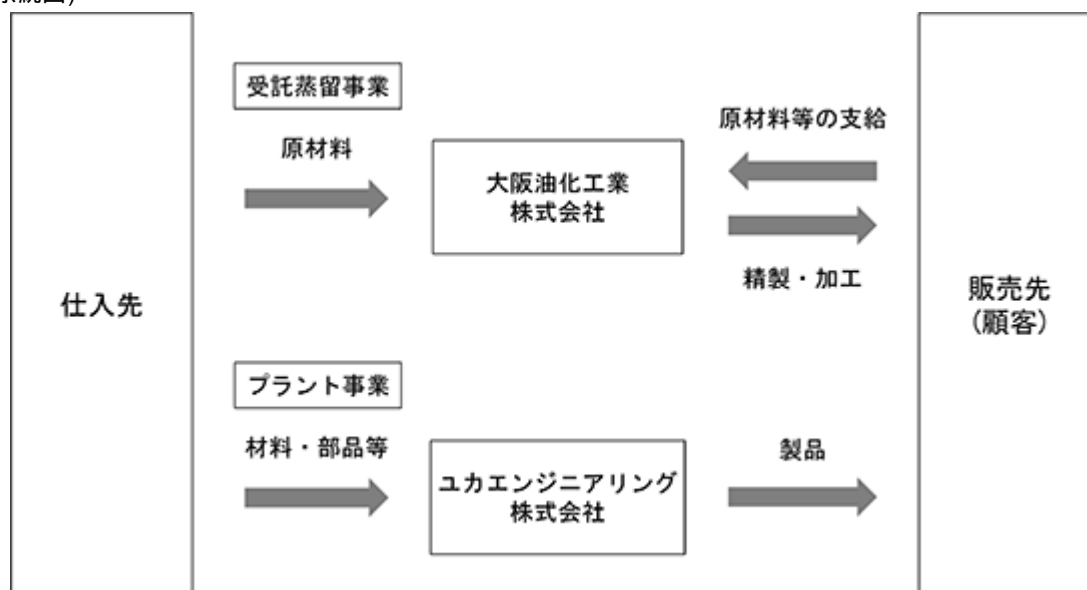 受託蒸留事業
原材料
大阪油化工業
株式会社
原材料等の支給
精製・加工
仕入先
販売先
(顧客)
プラント事業
材料・部品等
ユカエンジニアリング
株式会社
製品